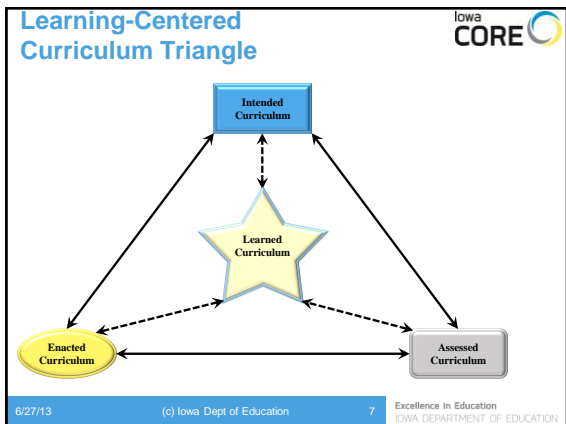 Learning-Centered
Curriculum Triangle
Iowa
CORE
Intended
Curriculum
Learned
Curriculum
Enacted
Curriculum
Assessed
Curriculum
6/27/13
(c) Iowa Dept of Education
7
Excellence in Education
IOWA DEPARTMENT OF EDUCATION